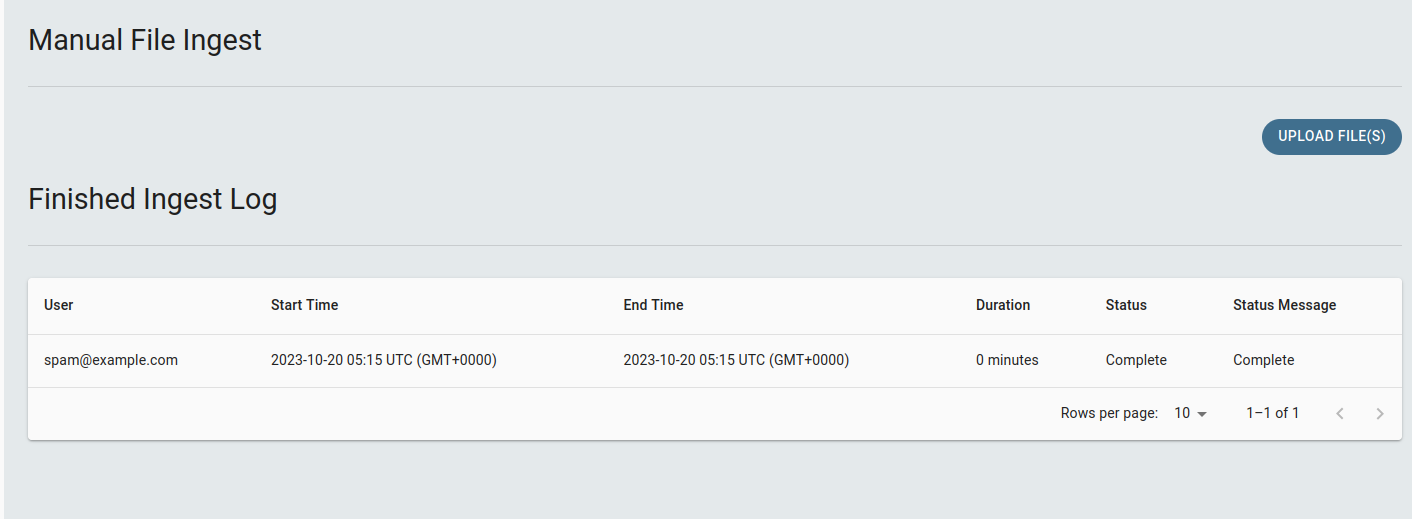 Manual File Ingest
UPLOAD FILE(S)
Finished Ingest Log
User Start Time End Time Duration Status Status Message
spam@example.com 2023-10-20 05:15 UTC (GMT+0000) 2023-10-20 05:15 UTC (GMT+0000) 0 minutes Complete Complete
Rows per page: 10 1–1 of 1